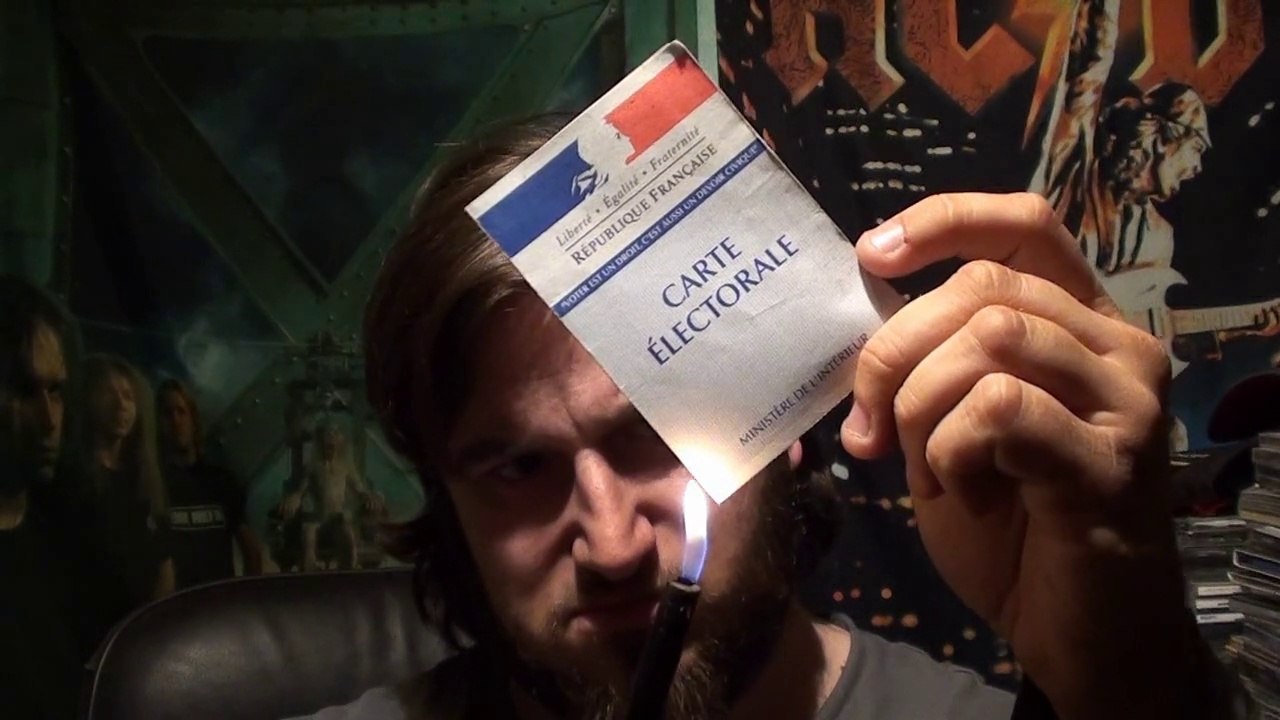 Liberté • Égalité • Fraternité
RÉPUBLIQUE FRANÇAISE
"VOTER EST UN DROIT, C'EST AUSSI UN DEVOIR CIVIQUE"
CARTE
ÉLECTORALE
MINISTÈRE DE L'INTÉRIEUR